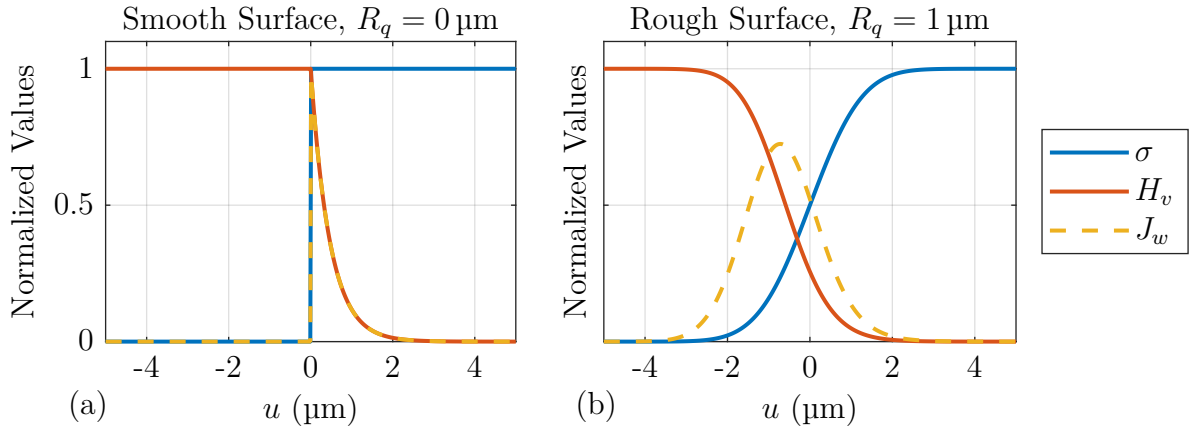 Smooth Surface, R_q = 0 µm
Normalized Values
1
0.5
0
-4 -2 0 2 4
(a) u (µm)
Rough Surface, R_q = 1 µm
Normalized Values
-4 -2 0 2 4
(b) u (µm)
σ
H_v
J_w